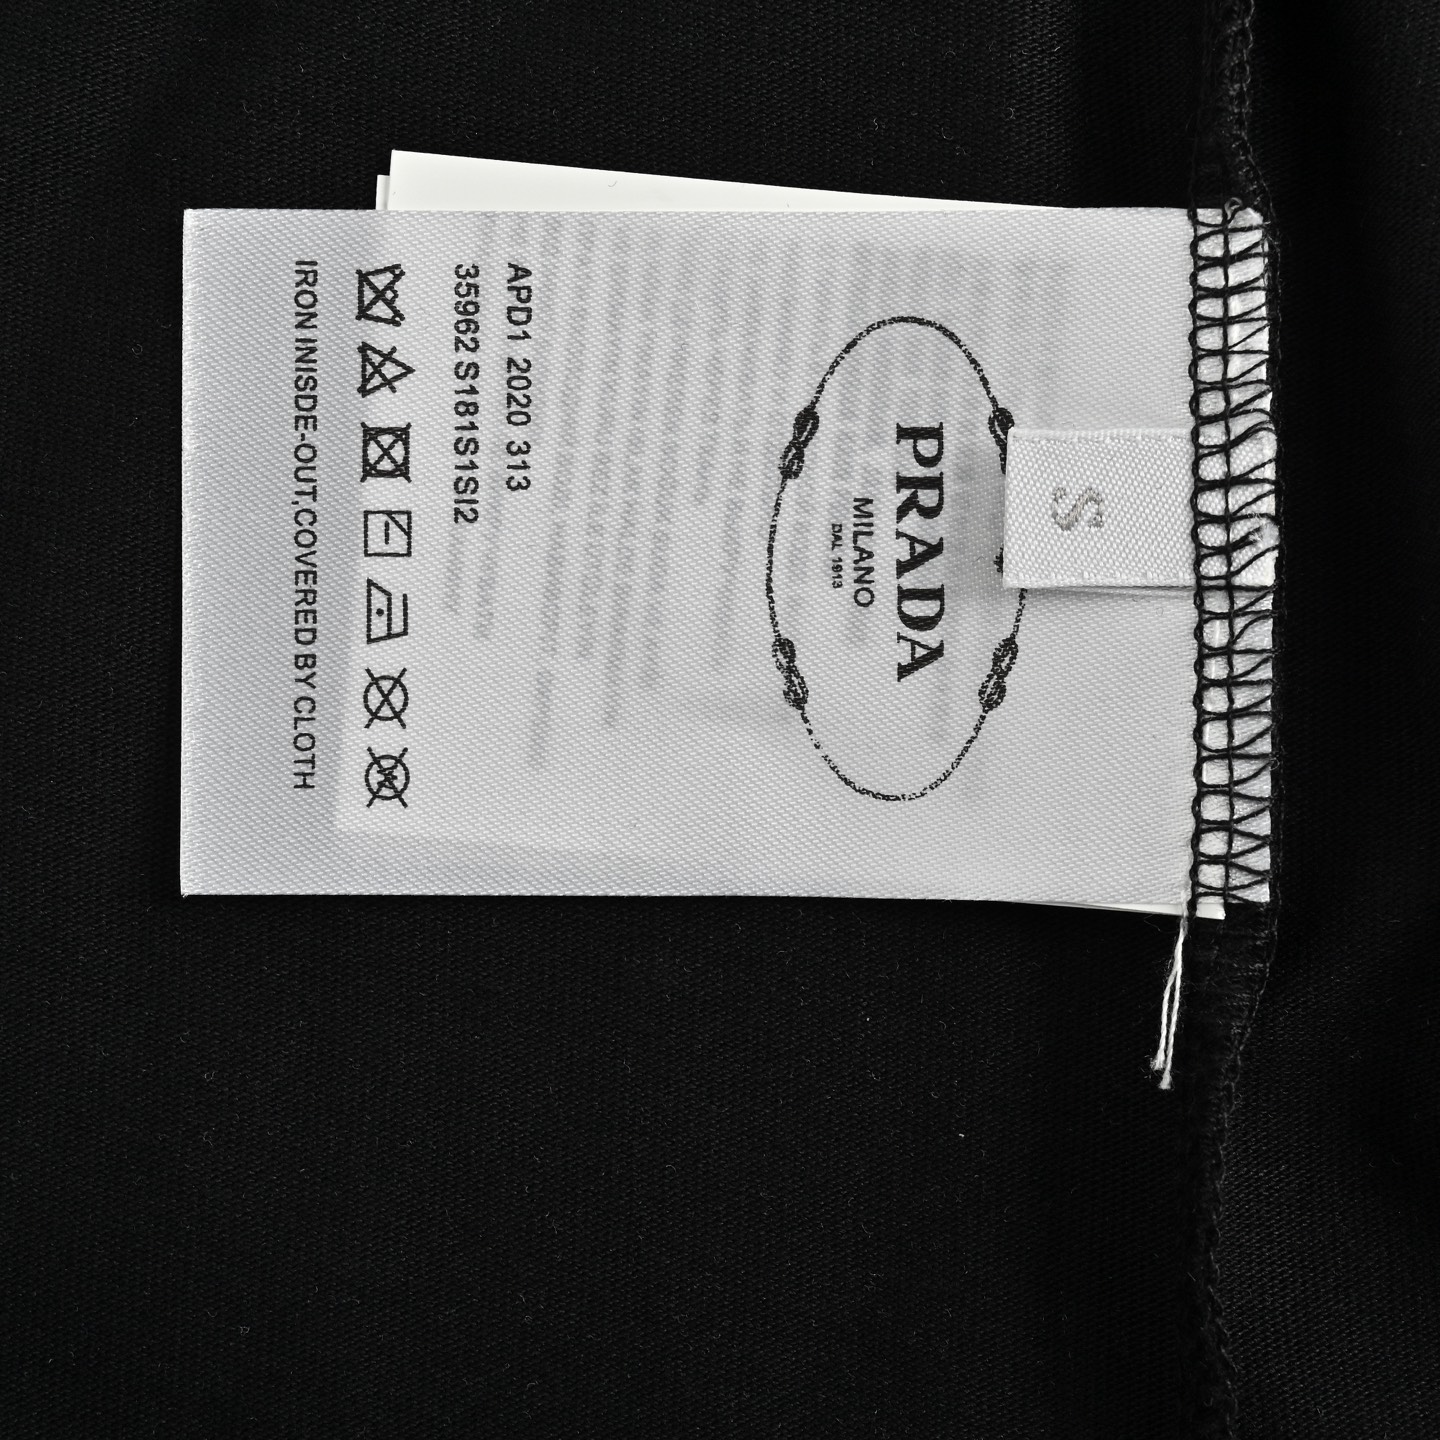 S
PRADA
MILANO
DAL 1913
APD1 2020 313
35962 S181S1SI2
IRON INISDE-OUT,COVERED BY CLOTH